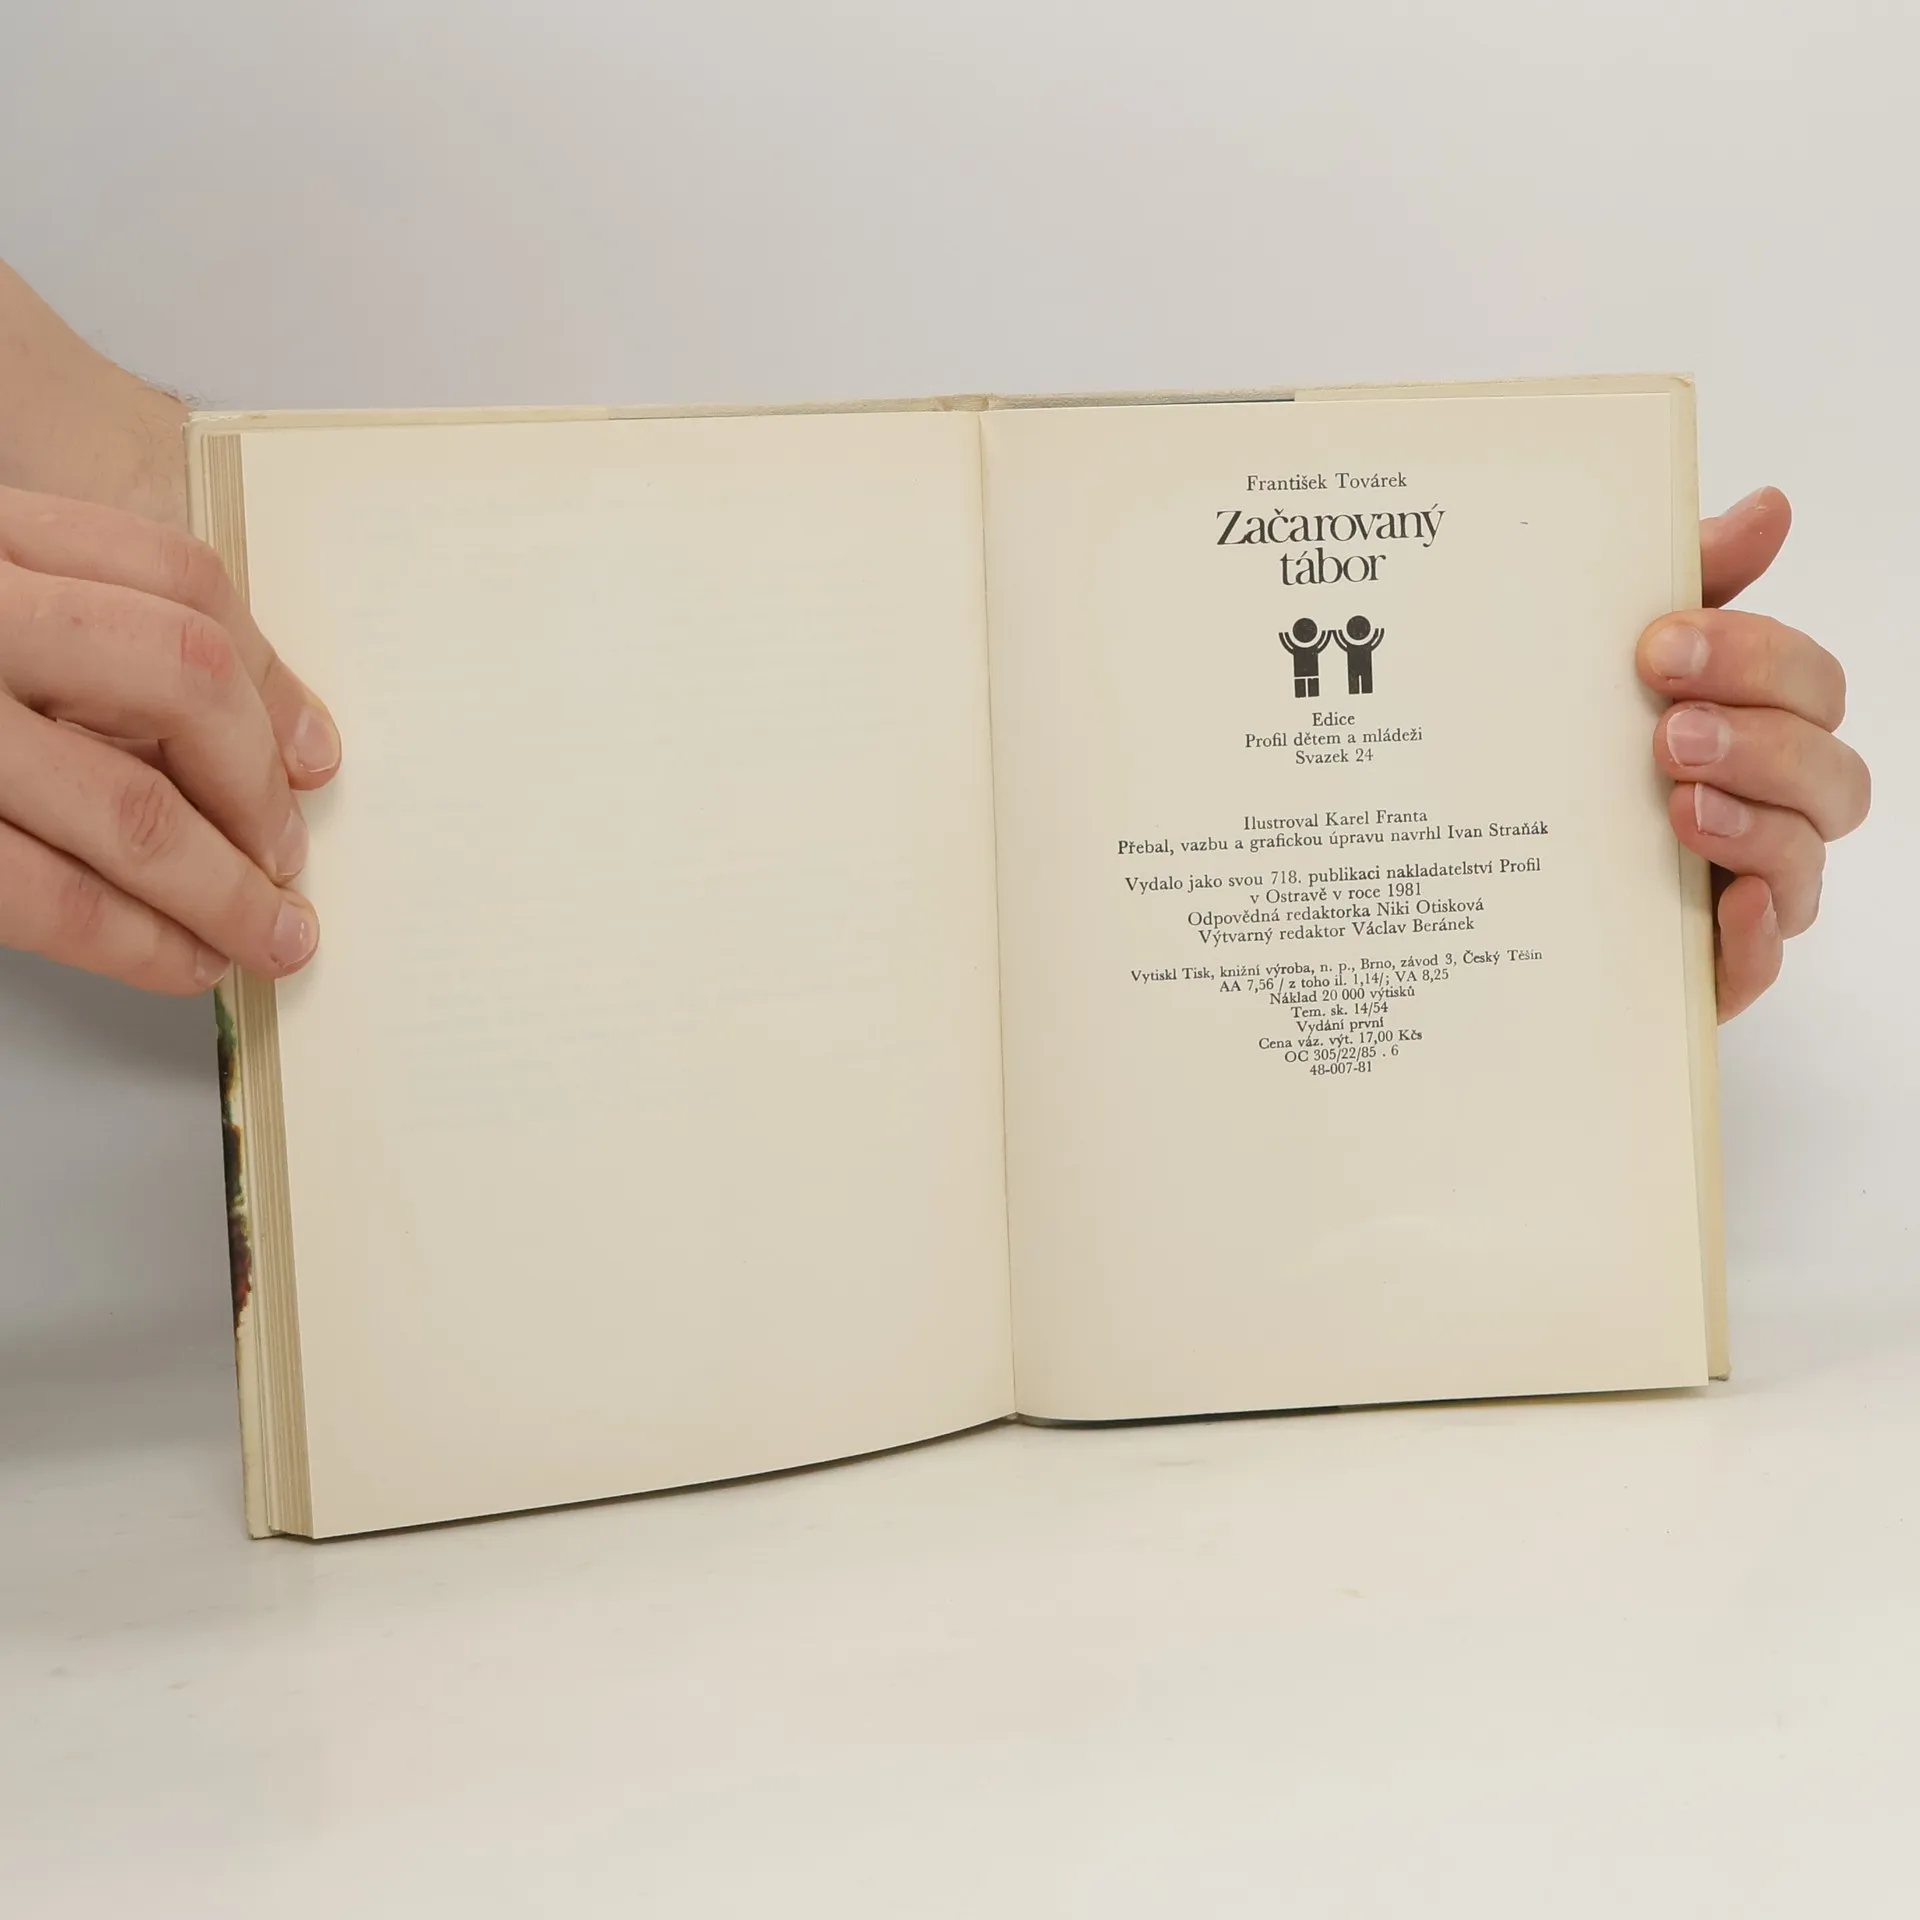 František Továrek
Začarovaný
tábor
Edice
Profil dětem a mládeži
Svazek 24
Ilustroval Karel Franta
Přebal, vazbu a grafickou úpravu navrhl Ivan Straňák
Vydalo jako svou 718. publikaci nakladatelství Profil
v Ostravě v roce 1981
Odpovědná redaktorka Niki Otisková
Výtvarný redaktor Václav Beránek
Vytiskl Tisk, knižní výroba, n. p., Brno, závod 3, Český Těšín
AA 7,56 / z toho il. 1,14/; VA 8,25
Náklad 20 000 výtisků
Tem. sk. 14/54
Vydání první
Cena váz. výt. 17,00 Kčs
OC 305/22/85 . 6
48-007-81